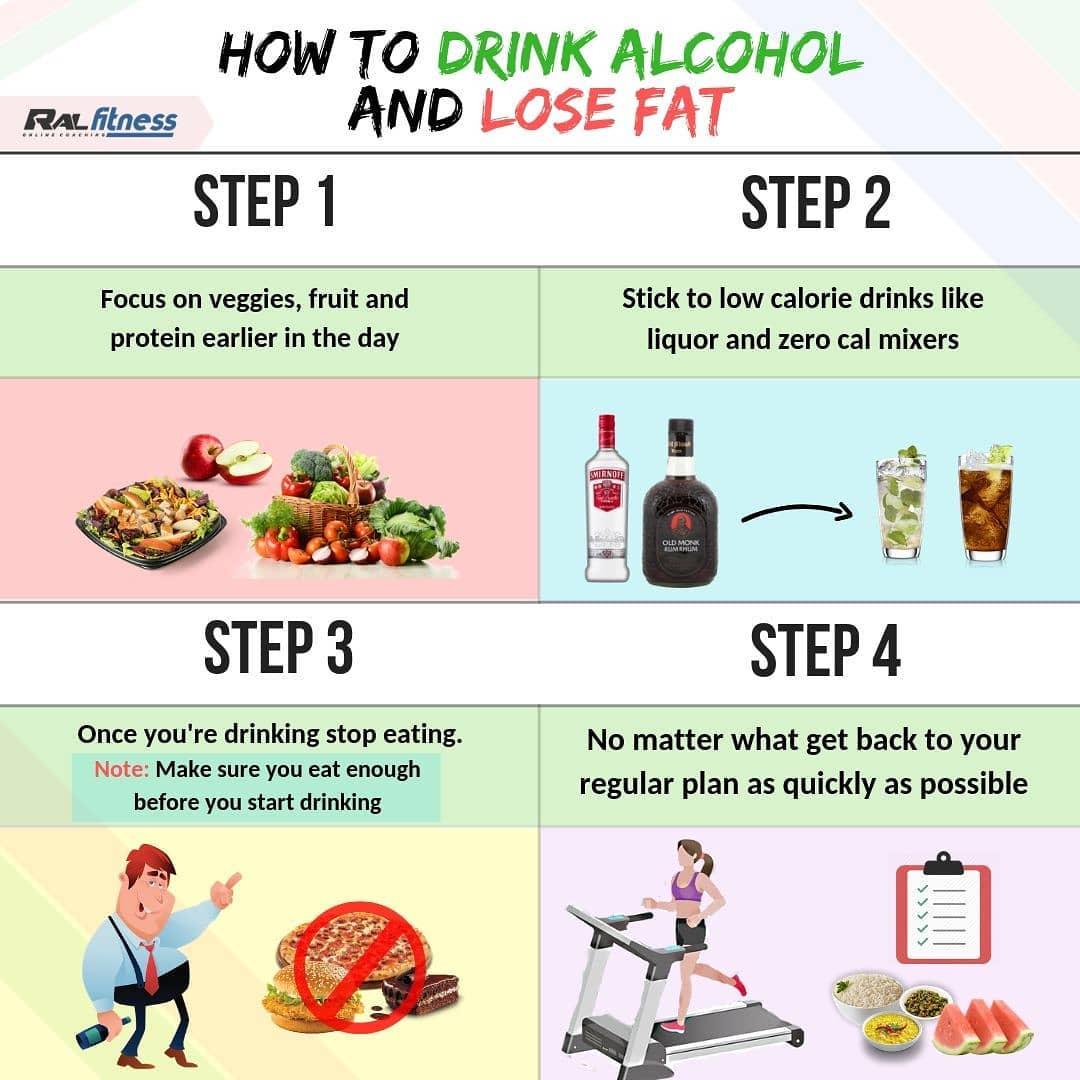 HOW TO DRINK ALCOHOL
AND LOSE FAT
RAL fitness
ONLINE COACHING
STEP 1
STEP 2
Focus on veggies, fruit and
protein earlier in the day
Stick to low calorie drinks like
liquor and zero cal mixers
SMIRNOFF
OLD MONK
STEP 3
STEP 4
Once you're drinking stop eating.
Note: Make sure you eat enough
before you start drinking
No matter what get back to your
regular plan as quickly as possible